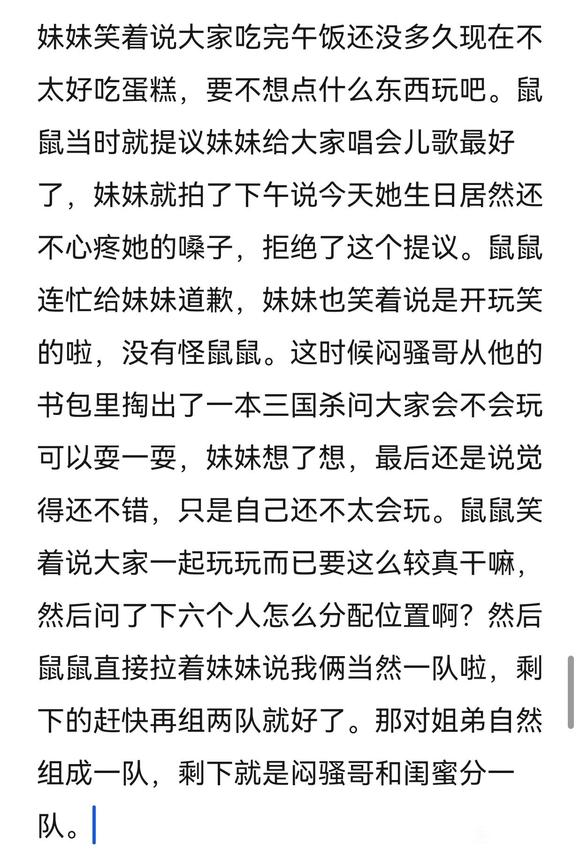 妹妹笑着说大家吃完午饭还没多久现在不
太好吃蛋糕，要不想点什么东西玩吧。鼠
鼠当时就提议妹妹给大家唱会儿歌最好
了，妹妹就拍了下午说今天她生日居然还
不心疼她的嗓子，拒绝了这个提议。鼠鼠
连忙给妹妹道歉，妹妹也笑着说是开玩笑
的啦，没有怪鼠鼠。这时候闷骚哥从他的
书包里掏出了一本三国杀问大家会不会玩
可以耍一耍，妹妹想了想，最后还是说觉
得还不错，只是自己还不太会玩。鼠鼠笑
着说大家一起玩玩而已要这么较真干嘛，
然后问了下六个人怎么分配位置啊？然后
鼠鼠直接拉着妹妹说我俩当然一队啦，剩
下的赶快再组两队就好了。那对姐弟自然
组成一队，剩下就是闷骚哥和闺蜜分一
队。